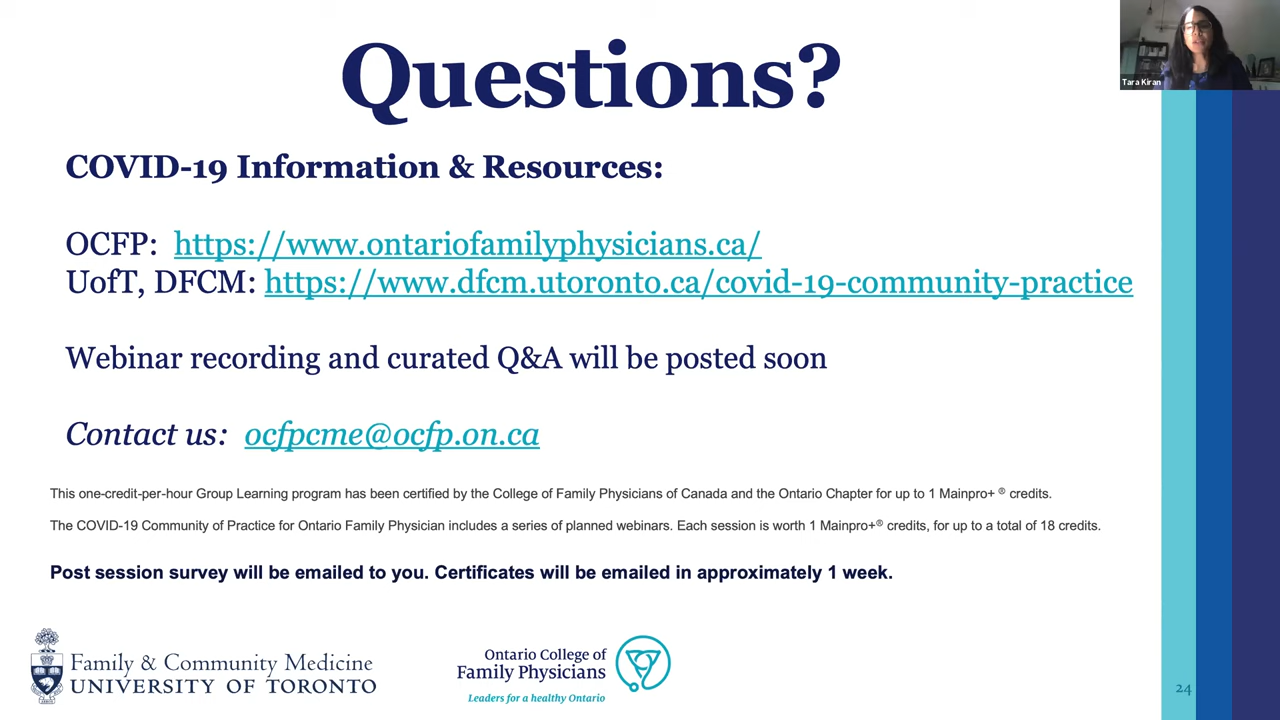 Questions?
Tara Kiran
COVID-19 Information & Resources:
OCFP: https://www.ontariofamilyphysicians.ca/
UofT, DFCM: https://www.dfcm.utoronto.ca/covid-19-community-practice
Webinar recording and curated Q&A will be posted soon
Contact us: ocfpcme@ocfp.on.ca
This one-credit-per-hour Group Learning program has been certified by the College of Family Physicians of Canada and the Ontario Chapter for up to 1 Mainpro+ ® credits.
The COVID-19 Community of Practice for Ontario Family Physician includes a series of planned webinars. Each session is worth 1 Mainpro+® credits, for up to a total of 18 credits.
Post session survey will be emailed to you. Certificates will be emailed in approximately 1 week.
Family & Community Medicine
UNIVERSITY OF TORONTO
Ontario College of
Family Physicians
Leaders for a healthy Ontario
24